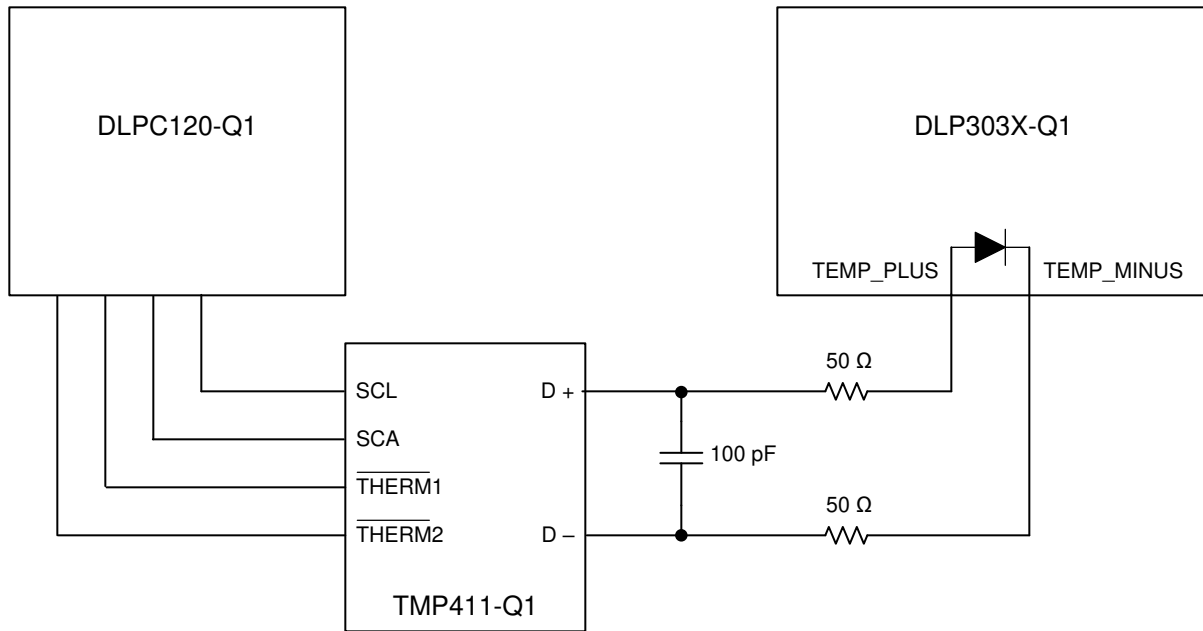 DLPC120-Q1
DLP303X-Q1
TEMP_PLUS
TEMP_MINUS
50 Ω
SCL
D +
SCA
100 pF
THERM1
50 Ω
THERM2
D −
TMP411-Q1